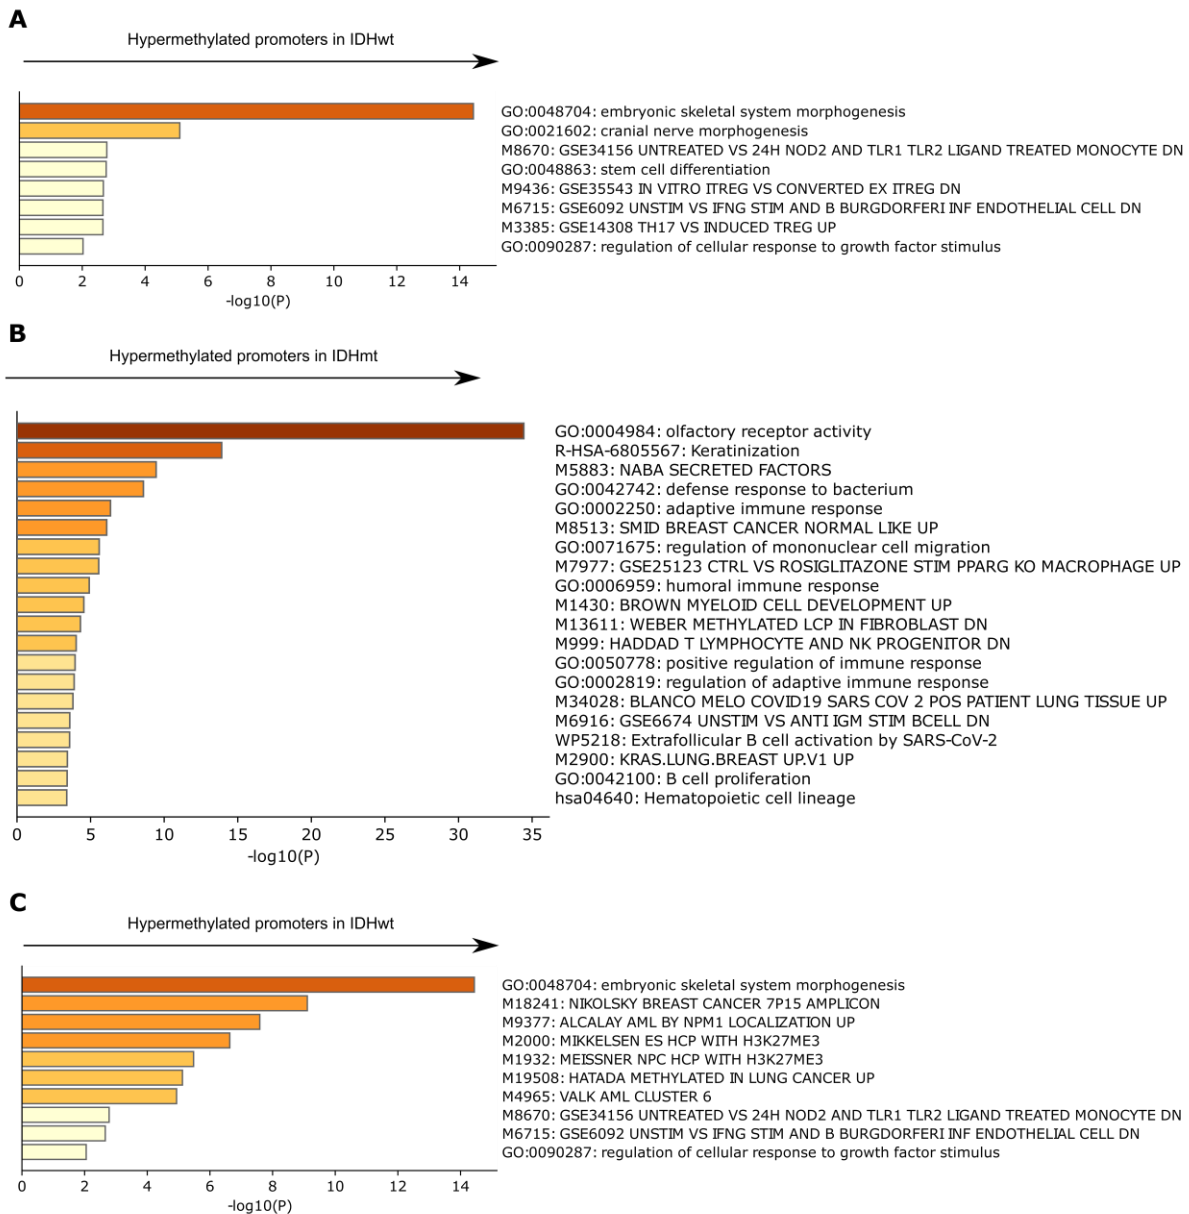 A
Hypermethylated promoters in IDHwt
GO:0048704: embryonic skeletal system morphogenesis
GO:0021602: cranial nerve morphogenesis
M8670: GSE34156 UNTREATED VS 24H NOD2 AND TLR1 TLR2 LIGAND TREATED MONOCYTE DN
GO:0048863: stem cell differentiation
M9436: GSE35543 IN VITRO ITREG VS CONVERTED EX ITREG DN
M6715: GSE6092 UNSTIM VS IFNG STIM AND B BURGDORFERI INF ENDOTHELIAL CELL DN
M3385: GSE14308 TH17 VS INDUCED TREG UP
GO:0090287: regulation of cellular response to growth factor stimulus
0 2 4 6 8 10 12 14
-log10(P)
B
Hypermethylated promoters in IDHmt
GO:0004984: olfactory receptor activity
R-HSA-6805567: Keratinization
M5883: NABA SECRETED FACTORS
GO:0042742: defense response to bacterium
GO:0002250: adaptive immune response
M8513: SMID BREAST CANCER NORMAL LIKE UP
GO:0071675: regulation of mononuclear cell migration
M7977: GSE25123 CTRL VS ROSIGLITAZONE STIM PPARG KO MACROPHAGE UP
GO:0006959: humoral immune response
M1430: BROWN MYELOID CELL DEVELOPMENT UP
M13611: WEBER METHYLATED LCP IN FIBROBLAST DN
M999: HADDAD T LYMPHOCYTE AND NK PROGENITOR DN
GO:0050778: positive regulation of immune response
GO:0002819: regulation of adaptive immune response
M34028: BLANCO MELO COVID19 SARS COV 2 POS PATIENT LUNG TISSUE UP
M6916: GSE6674 UNSTIM VS ANTI IGM STIM BCELL DN
WP5218: Extrafollicular B cell activation by SARS-CoV-2
M2900: KRAS.LUNG.BREAST UP.V1 UP
GO:0042100: B cell proliferation
hsa04640: Hematopoietic cell lineage
0 5 10 15 20 25 30 35
-log10(P)
C
Hypermethylated promoters in IDHwt
GO:0048704: embryonic skeletal system morphogenesis
M18241: NIKOLSKY BREAST CANCER 7P15 AMPLICON
M9377: ALCALAY AML BY NPM1 LOCALIZATION UP
M2000: MIKKELSEN ES HCP WITH H3K27ME3
M1932: MEISSNER NPC HCP WITH H3K27ME3
M19508: HATADA METHYLATED IN LUNG CANCER UP
M4965: VALK AML CLUSTER 6
M8670: GSE34156 UNTREATED VS 24H NOD2 AND TLR1 TLR2 LIGAND TREATED MONOCYTE DN
M6715: GSE6092 UNSTIM VS IFNG STIM AND B BURGDORFERI INF ENDOTHELIAL CELL DN
GO:0090287: regulation of cellular response to growth factor stimulus
0 2 4 6 8 10 12 14
-log10(P)